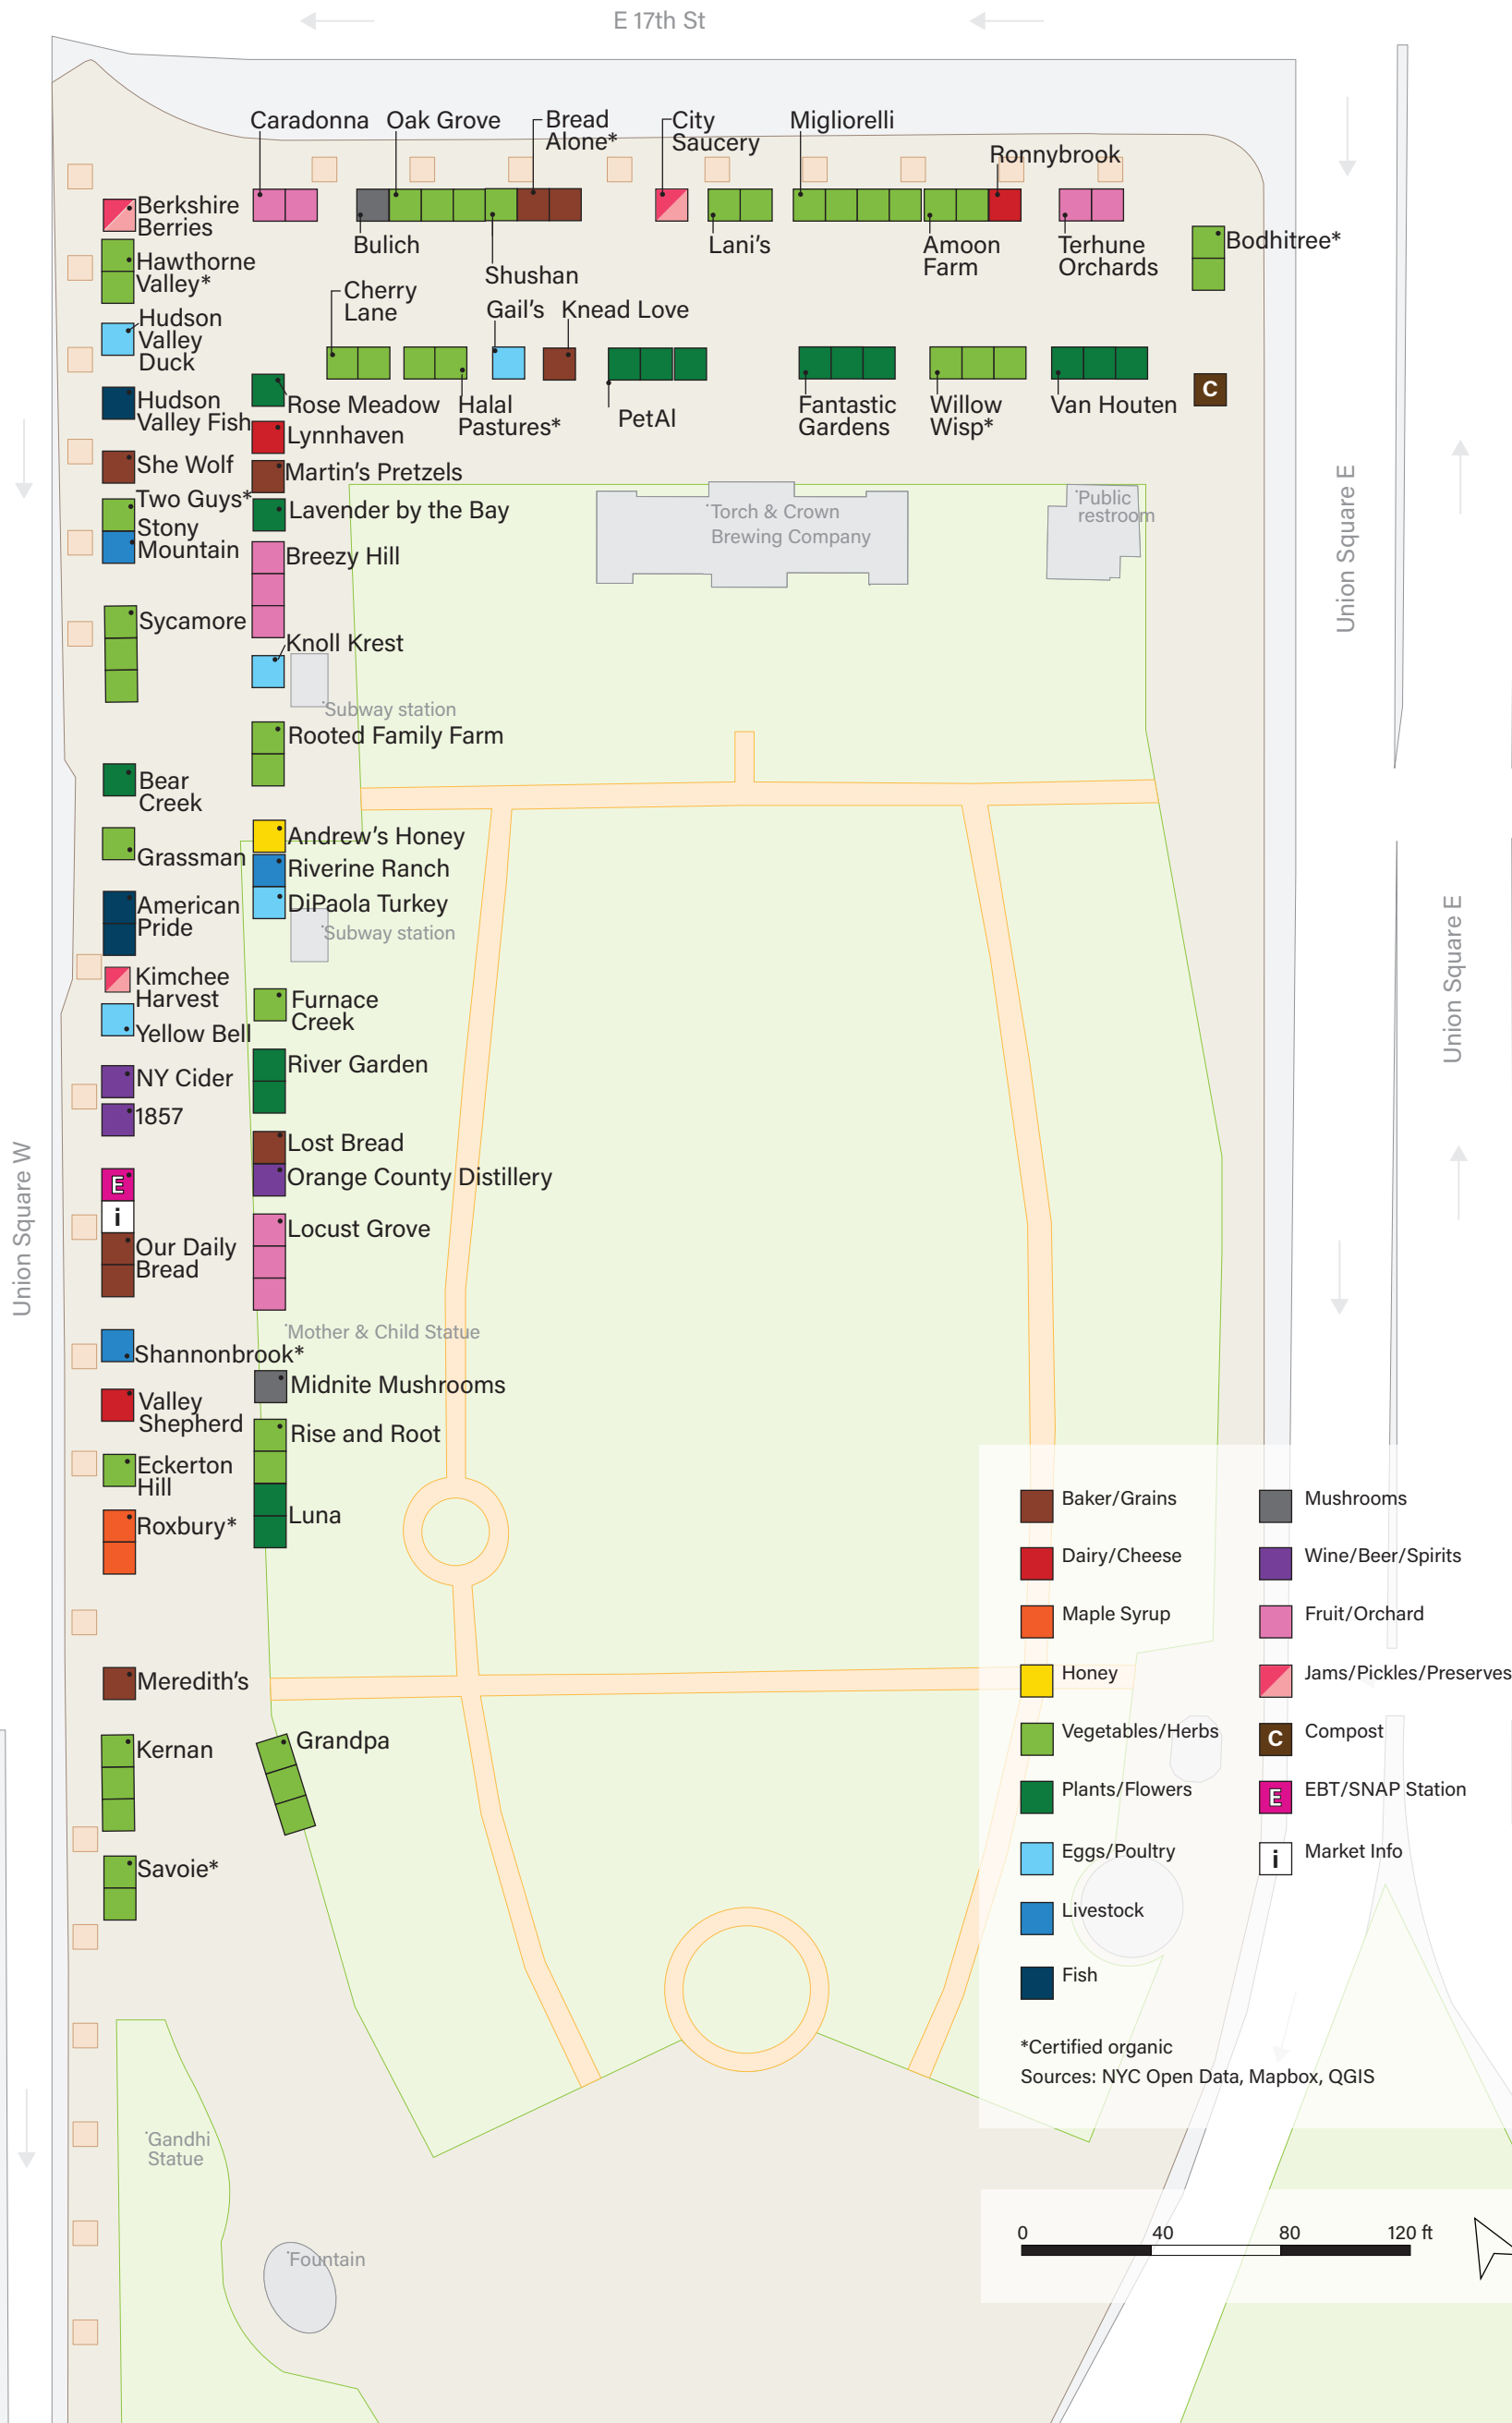 E 17th St
Caradonna
Oak Grove
Bread
Alone*
City
Saucery
Migliorelli
Ronnybrook
Berkshire
Berries
Bulich
Shushan
Lani's
Amoon
Farm
Terhune
Orchards
Bodhitree*
Hawthorne
Valley*
Cherry
Lane
Gail's
Knead Love
Hudson
Valley
Duck
Rose Meadow
Halal
Pastures*
PetAl
Fantastic
Gardens
Willow
Wisp*
Van Houten
C
Hudson
Valley Fish
Lynnhaven
She Wolf
Martin's Pretzels
Two Guys*
Lavender by the Bay
Stony
Mountain
Torch & Crown
Brewing Company
Public
restroom
Union Square E
Breezy Hill
Sycamore
Knoll Krest
Subway station
Rooted Family Farm
Bear
Creek
Andrew's Honey
Grassman
Riverine Ranch
American
Pride
DiPaola Turkey
Subway station
Union Square E
Kimchee
Harvest
Furnace
Creek
Yellow Bell
NY Cider
River Garden
1857
Lost Bread
Union Square W
E
Orange County Distillery
i
Our Daily
Bread
Locust Grove
Mother & Child Statue
Shannonbrook*
Midnite Mushrooms
Valley
Shepherd
Rise and Root
Eckerton
Hill
Luna
Roxbury*
Meredith's
Kernan
Grandpa
Savoie*
Baker/Grains
Dairy/Cheese
Maple Syrup
Honey
Vegetables/Herbs
Plants/Flowers
Eggs/Poultry
Livestock
Fish
Mushrooms
Wine/Beer/Spirits
Fruit/Orchard
Jams/Pickles/Preserves
C Compost
E EBT/SNAP Station
i Market Info
*Certified organic
Sources: NYC Open Data, Mapbox, QGIS
Gandhi
Statue
Fountain
0 40 80 120 ft